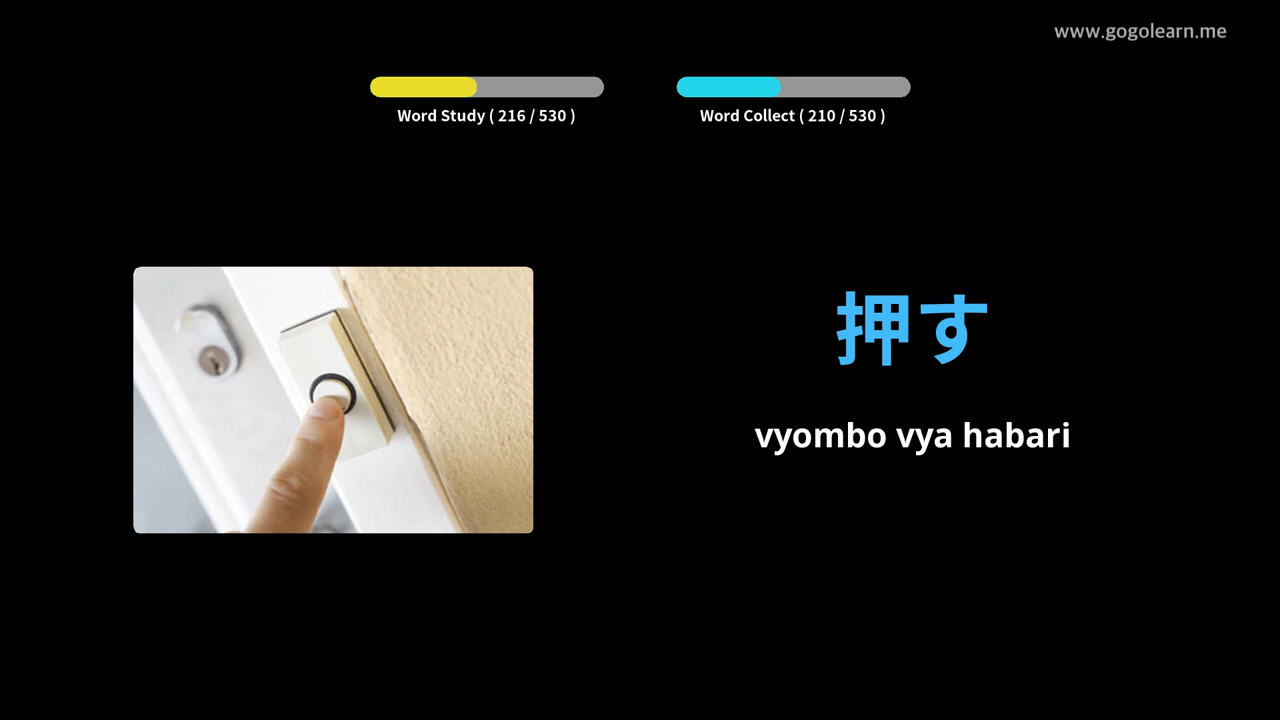 www.gogolearn.me
Word Study ( 216 / 530 )
Word Collect ( 210 / 530 )
押す
vyombo vya habari